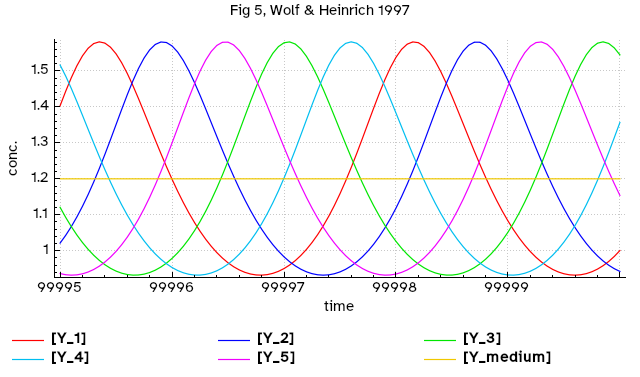 Fig 5, Wolf & Heinrich 1997
1.5
1.4
1.3
1.2
1.1
1
conc.
99995 99996 99997 99998 99999
time
[Y_1] [Y_2] [Y_3]
[Y_4] [Y_5] [Y_medium]